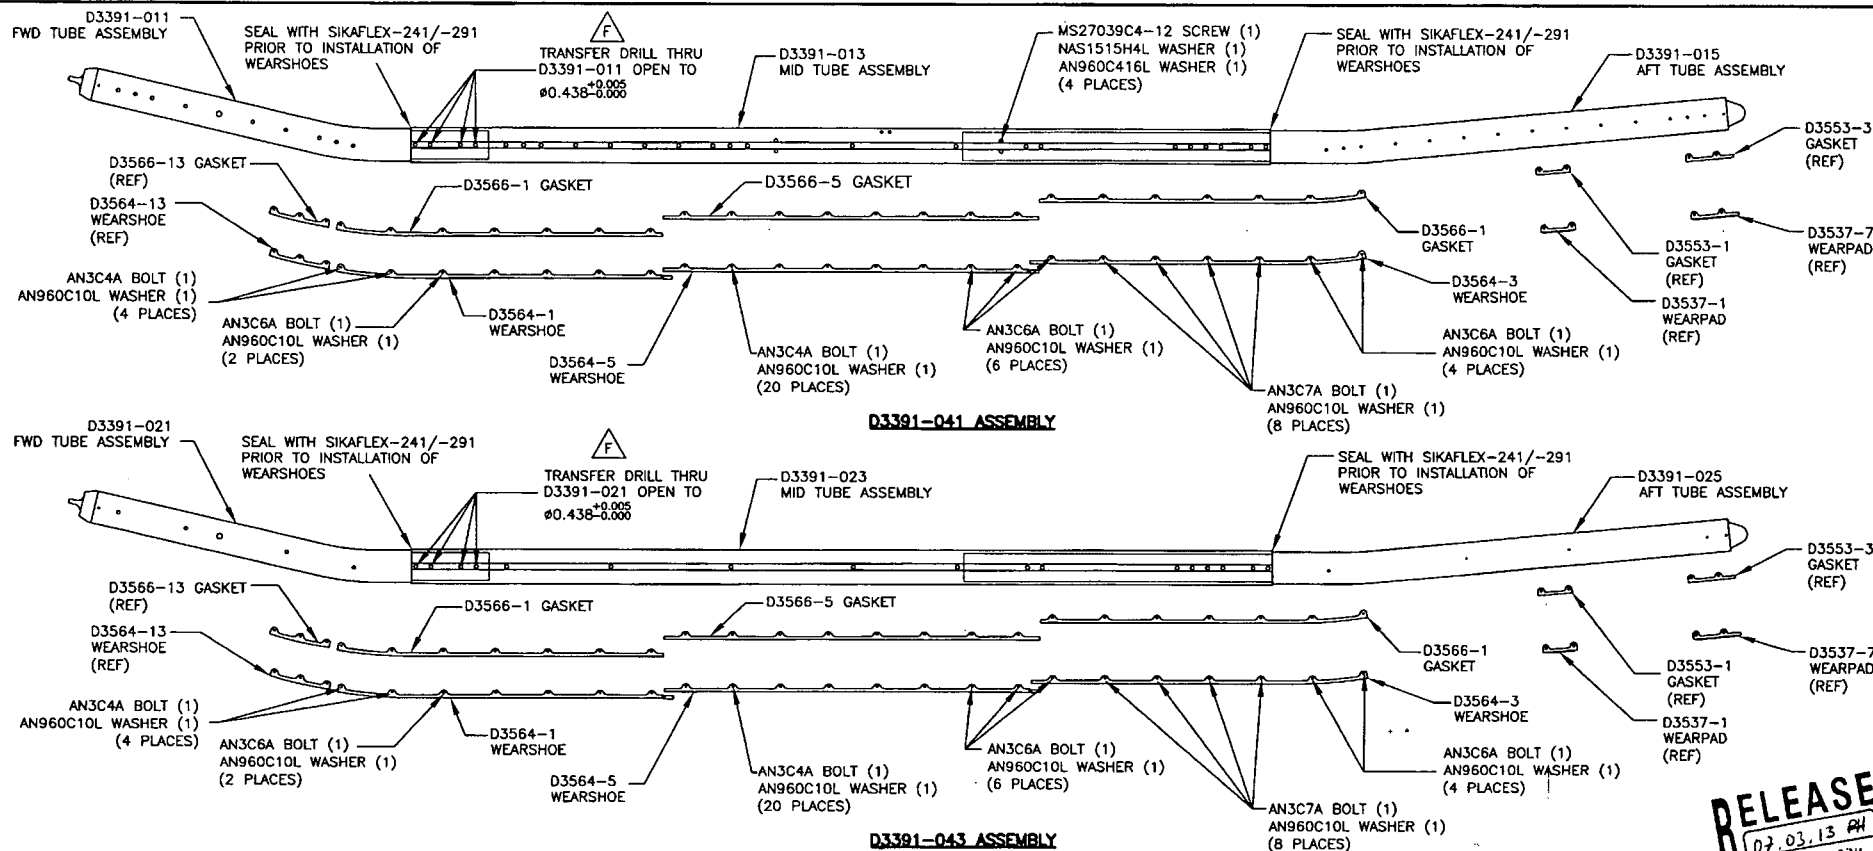 D3391-011
FWD TUBE ASSEMBLY
SEAL WITH SIKAFLEX-241/-291
PRIOR TO INSTALLATION OF
WEARSHOES
F
TRANSFER DRILL THRU
D3391-011 OPEN TO
ø0.438+0.005-0.000
D3391-013
MID TUBE ASSEMBLY
MS27039C4-12 SCREW (1)
NAS1515H4L WASHER (1)
AN960C416L WASHER (1)
(4 PLACES)
SEAL WITH SIKAFLEX-241/-291
PRIOR TO INSTALLATION OF
WEARSHOES
D3391-015
AFT TUBE ASSEMBLY
D3553-3
GASKET
(REF)
D3566-13 GASKET
(REF)
D3566-1 GASKET
D3566-5 GASKET
D3564-13
WEARSHOE
(REF)
D3566-1
GASKET
D3553-1
GASKET
(REF)
D3537-7
WEARPAD
(REF)
AN3C4A BOLT (1)
AN960C10L WASHER (1)
(4 PLACES)
AN3C6A BOLT (1)
AN960C10L WASHER (1)
(2 PLACES)
D3564-1
WEARSHOE
D3564-5
WEARSHOE
AN3C4A BOLT (1)
AN960C10L WASHER (1)
(20 PLACES)
AN3C6A BOLT (1)
AN960C10L WASHER (1)
(6 PLACES)
D3564-3
WEARSHOE
D3537-1
WEARPAD
(REF)
AN3C6A BOLT (1)
AN960C10L WASHER (1)
(4 PLACES)
AN3C7A BOLT (1)
AN960C10L WASHER (1)
(8 PLACES)
D3391-041 ASSEMBLY
D3391-021
FWD TUBE ASSEMBLY
SEAL WITH SIKAFLEX-241/-291
PRIOR TO INSTALLATION OF
WEARSHOES
F
TRANSFER DRILL THRU
D3391-021 OPEN TO
ø0.438+0.005-0.000
D3391-023
MID TUBE ASSEMBLY
SEAL WITH SIKAFLEX-241/-291
PRIOR TO INSTALLATION OF
WEARSHOES
D3391-025
AFT TUBE ASSEMBLY
D3553-3
GASKET
(REF)
D3566-13 GASKET
(REF)
D3566-1 GASKET
D3566-5 GASKET
D3564-13
WEARSHOE
(REF)
D3566-1
GASKET
D3553-1
GASKET
(REF)
D3537-7
WEARPAD
(REF)
AN3C4A BOLT (1)
AN960C10L WASHER (1)
(4 PLACES)
AN3C6A BOLT (1)
AN960C10L WASHER (1)
(2 PLACES)
D3564-1
WEARSHOE
D3564-5
WEARSHOE
AN3C4A BOLT (1)
AN960C10L WASHER (1)
(20 PLACES)
AN3C6A BOLT (1)
AN960C10L WASHER (1)
(6 PLACES)
D3564-3
WEARSHOE
D3537-1
WEARPAD
(REF)
AN3C6A BOLT (1)
AN960C10L WASHER (1)
(4 PLACES)
AN3C7A BOLT (1)
AN960C10L WASHER (1)
(8 PLACES)
D3391-043 ASSEMBLY
RELEASE
07.03.13